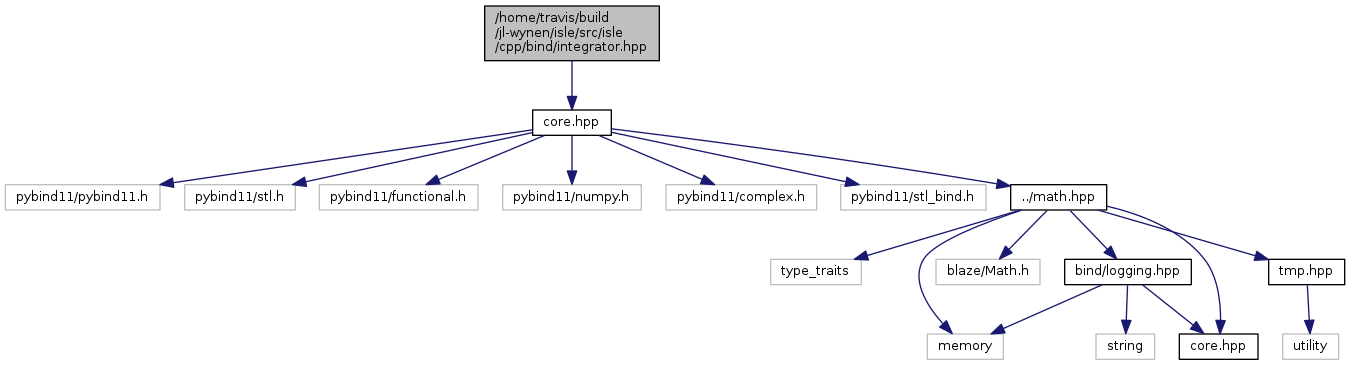 /home/travis/build
/jl-wynen/isle/src/isle
/cpp/bind/integrator.hpp
core.hpp
pybind11/pybind11.h
pybind11/stl.h
pybind11/functional.h
pybind11/numpy.h
pybind11/complex.h
pybind11/stl_bind.h
../math.hpp
type_traits
blaze/Math.h
bind/logging.hpp
tmp.hpp
memory
string
core.hpp
utility